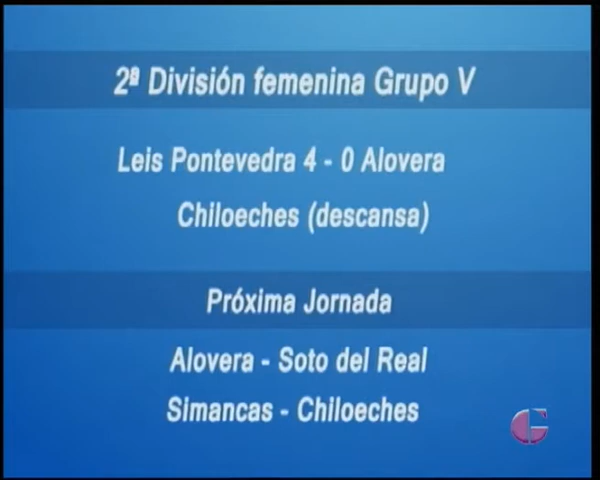 2ª División femenina Grupo V
Leis Pontevedra 4 - 0 Alovera
Chiloeches (descansa)
Próxima Jornada
Alovera - Soto del Real
Simancas - Chiloeches